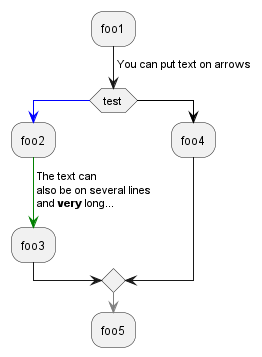 foo1
You can put text on arrows
test
foo2
foo4
The text can
also be on several lines
and very long...
foo3
foo5